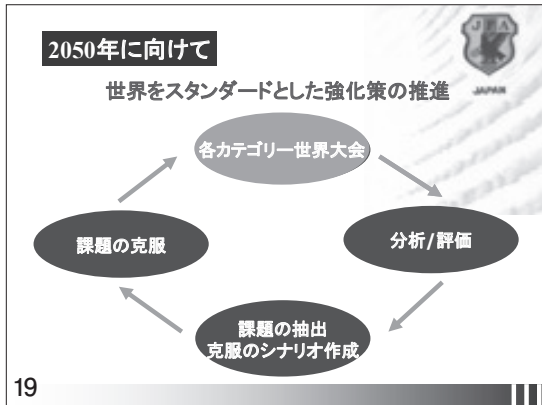 2050年に向けて
JFA
JAPAN
世界をスタンダードとした強化策の推進
各カテゴリー世界大会
課題の克服
分析/評価
課題の抽出
克服のシナリオ作成
19